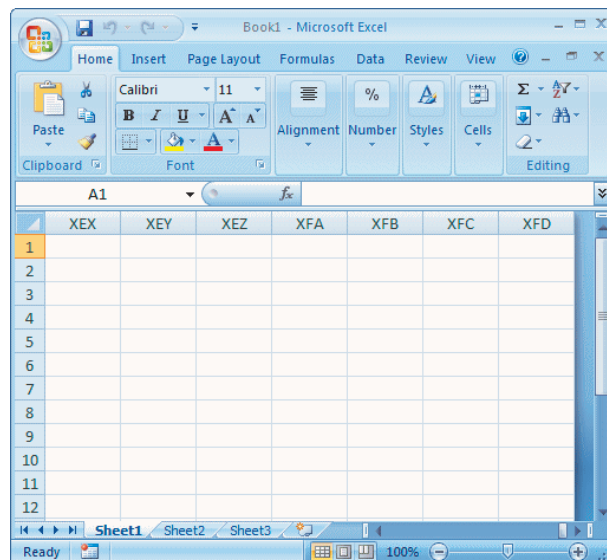 Book1 - Microsoft Excel
Home Insert Page Layout Formulas Data Review View
Calibri 11 % Σ
B I U A A A Z
Paste Alignment Number Styles Cells
A
Clipboard Font Editing
A1 fx
XEX XEY XEZ XFA XFB XFC XFD
1
2
3
4
5
6
7
8
9
10
11
12
Sheet1 Sheet2 Sheet3
Ready 100%